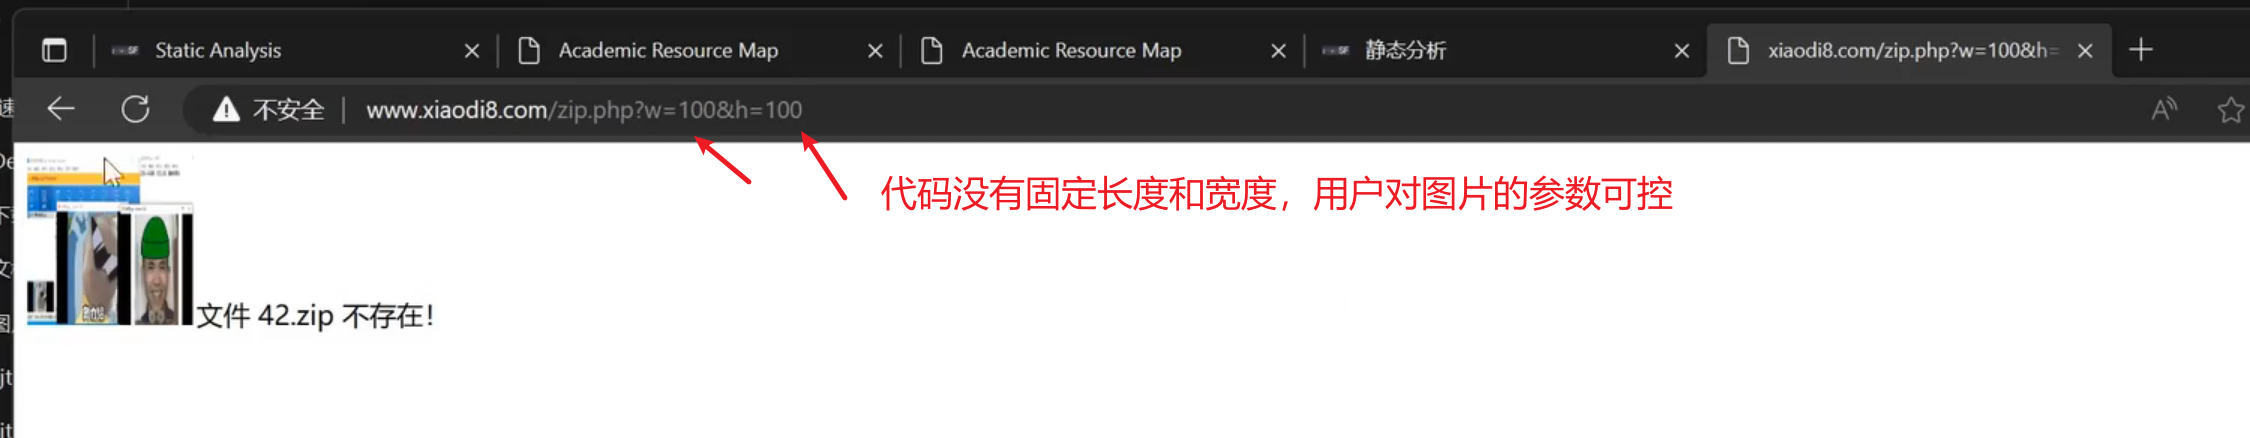 Static Analysis
Academic Resource Map
Academic Resource Map
静态分析
xiaodi8.com/zip.php?w=100&h=
不安全
www.xiaodi8.com/zip.php?w=100&h=100
代码没有固定长度和宽度，用户对图片的参数可控
文件 42.zip 不存在！